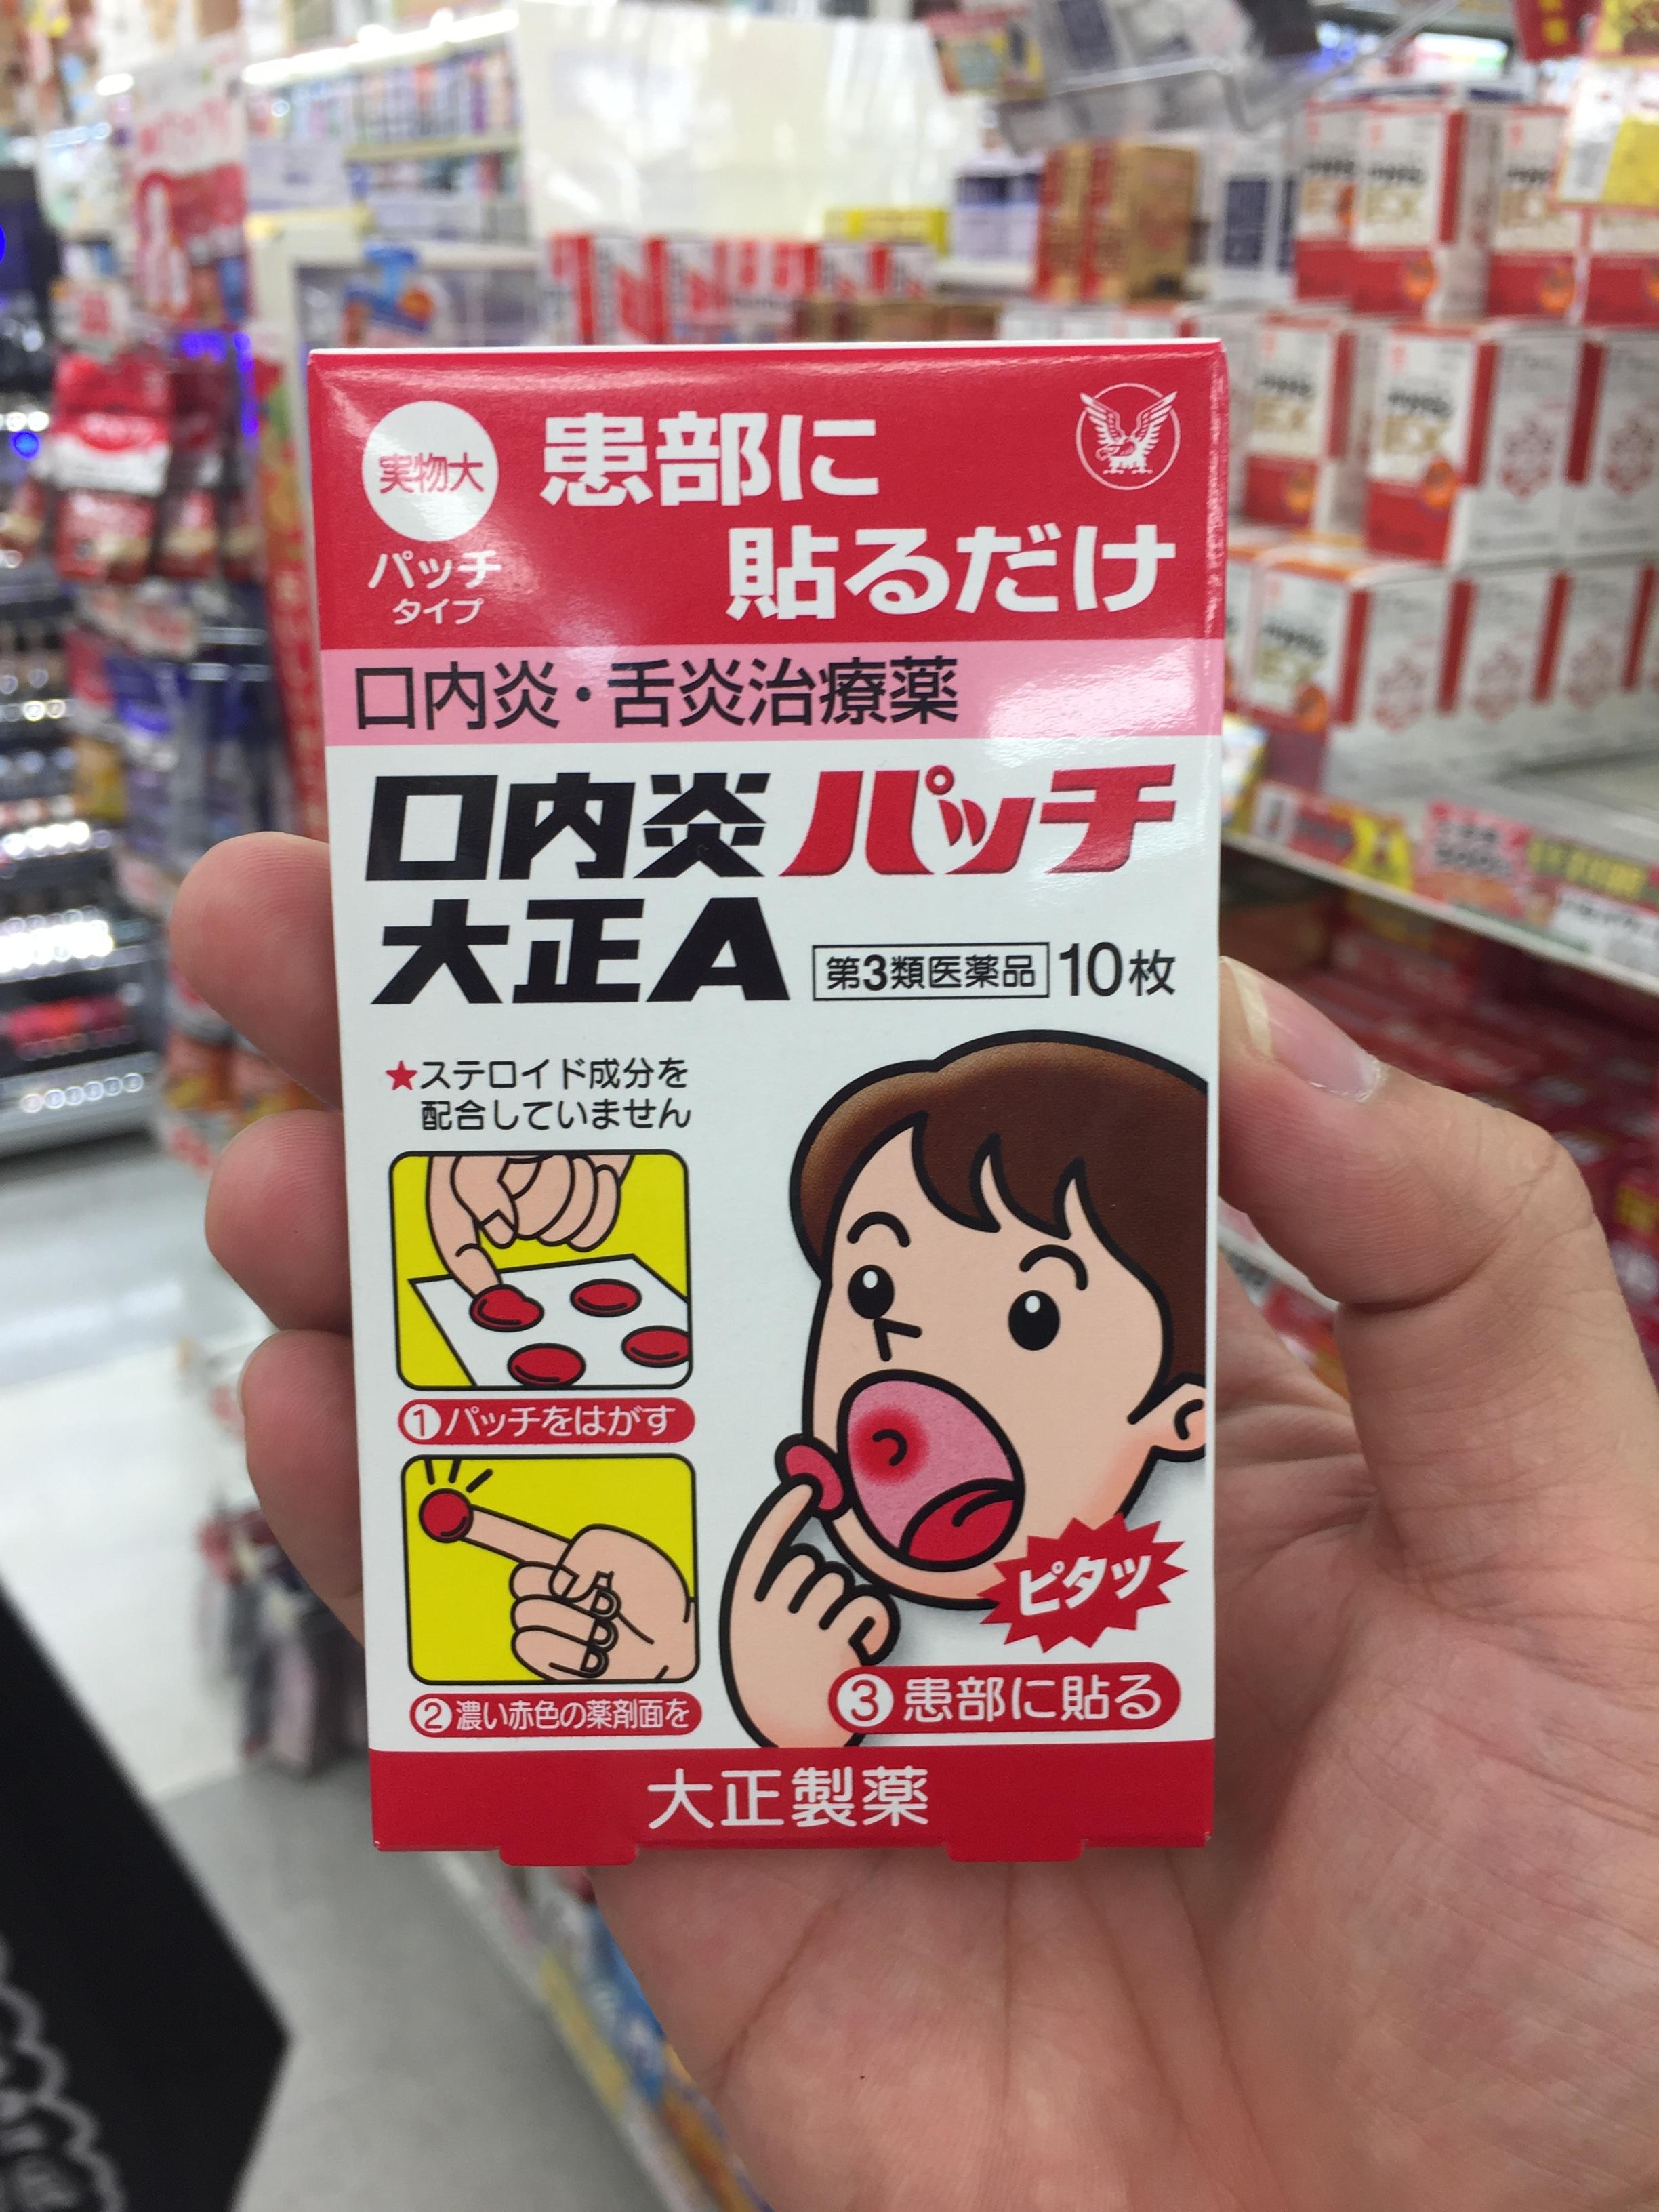 実物大
パッチ
タイプ
患部に
貼るだけ
口内炎・舌炎治療薬
口内炎パッチ
大正A
第3類医薬品 10枚
★ステロイド成分を
配合していません
①パッチをはがす
②濃い赤色の薬剤面を
ピタッ
③患部に貼る
大正製薬
EX
EX
EX